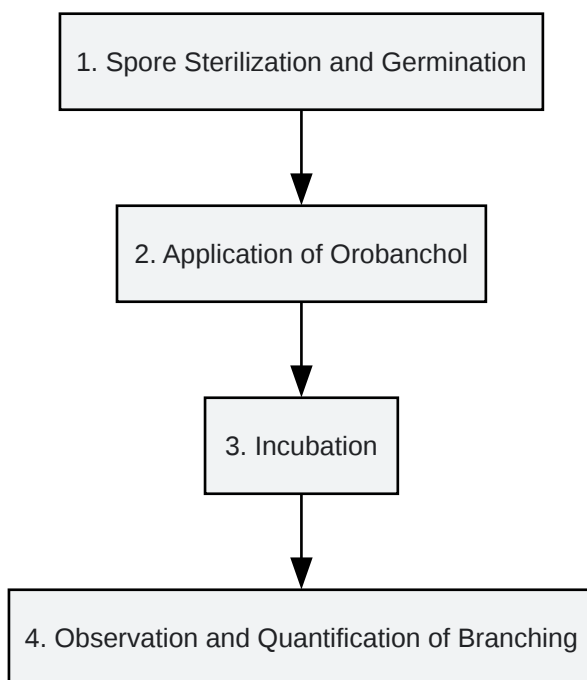 1. Spore Sterilization and Germination
2. Application of Orobanchol
3. Incubation
4. Observation and Quantification of Branching